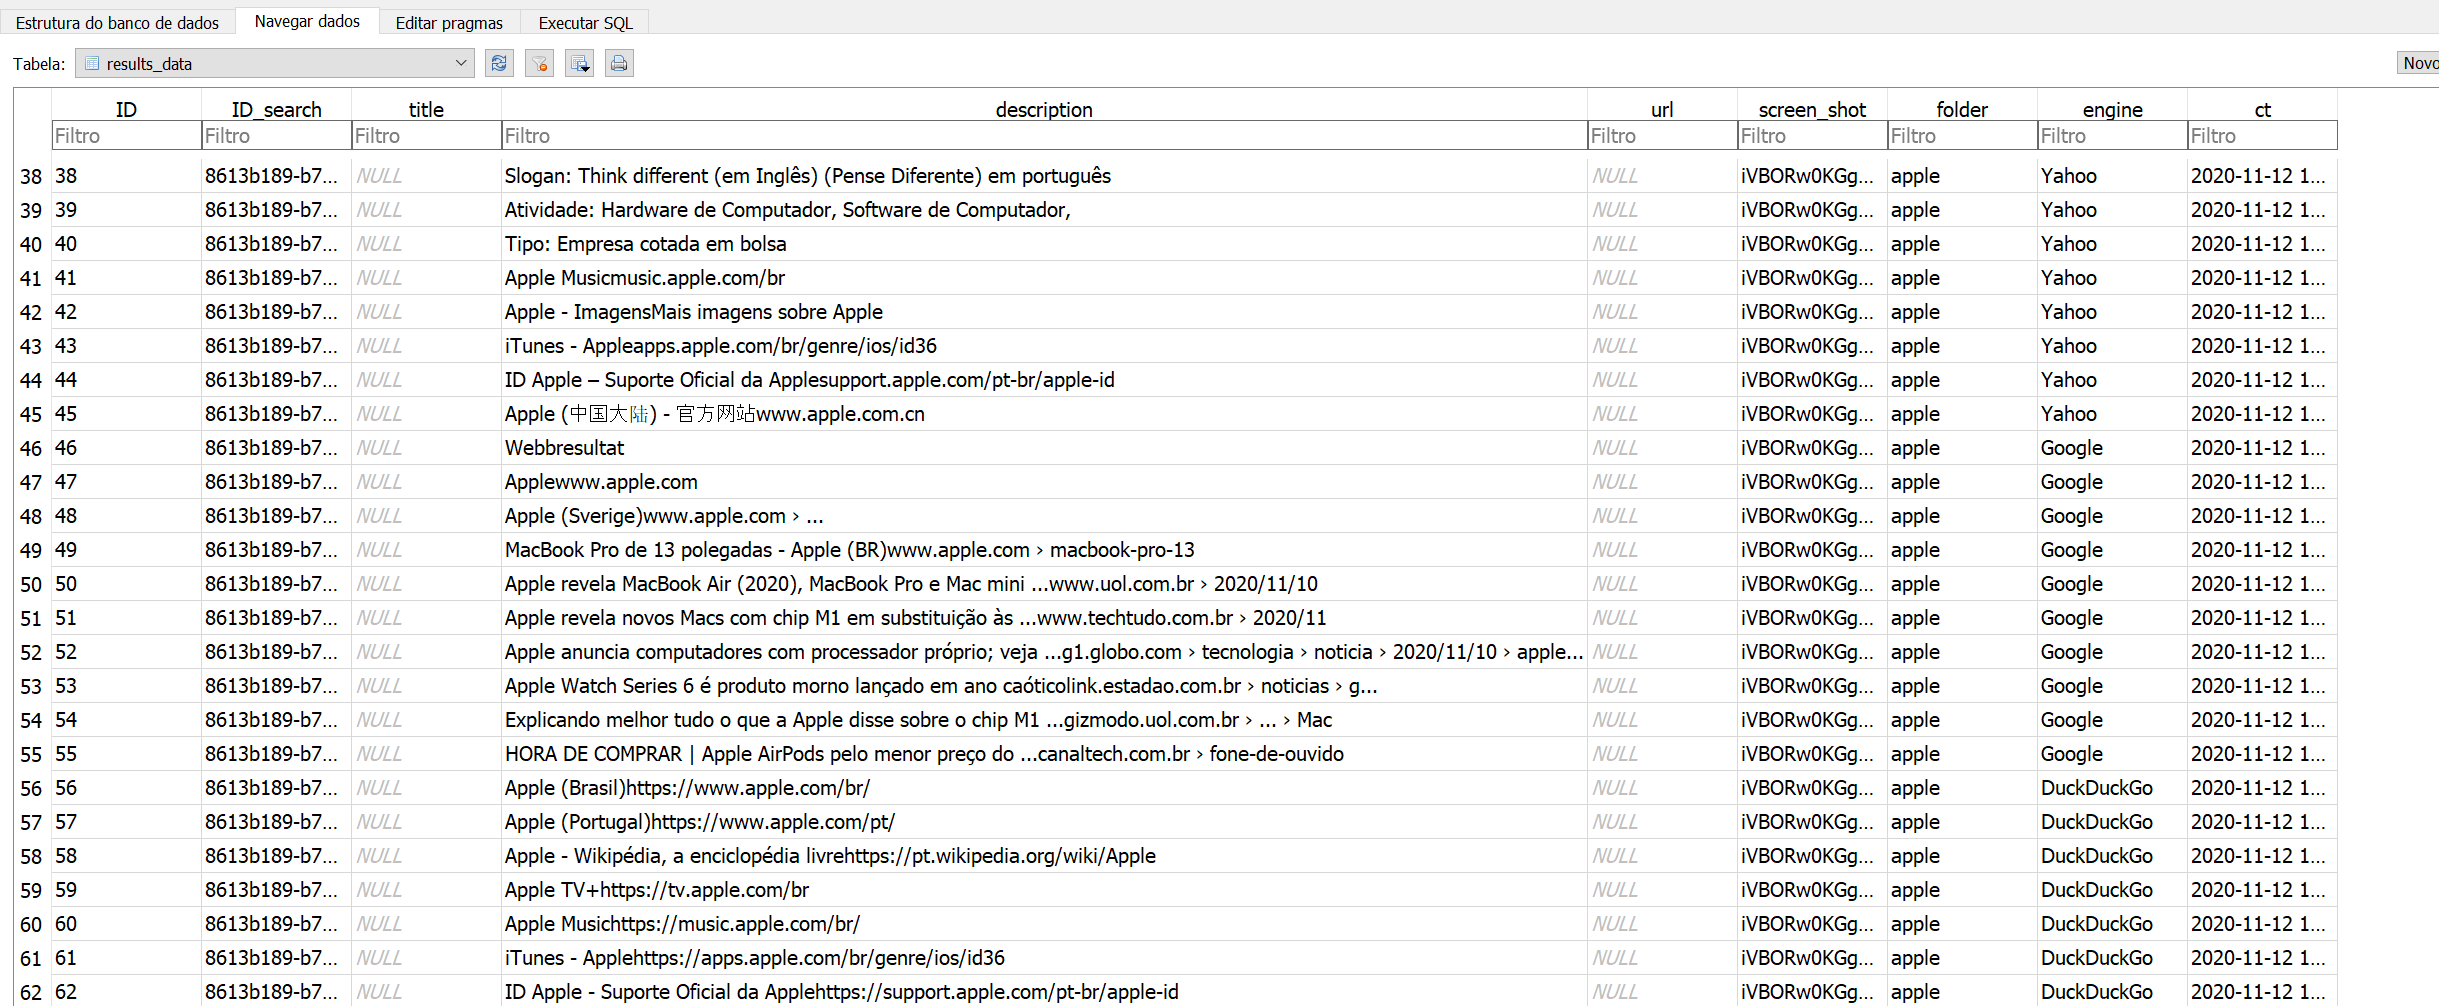 Estrutura do banco de dados Navegar dados Editar pragmas Executar SQL
Tabela: results_data Novo
ID ID_search title description url screen_shot folder engine ct
Filtro Filtro Filtro Filtro Filtro Filtro Filtro Filtro Filtro
38 38 8613b189-b7... NULL Slogan: Think different (em Inglês) (Pense Diferente) em português NULL iVBORw0KGg... apple Yahoo 2020-11-12 1...
39 39 8613b189-b7... NULL Atividade: Hardware de Computador, Software de Computador, NULL iVBORw0KGg... apple Yahoo 2020-11-12 1...
40 40 8613b189-b7... NULL Tipo: Empresa cotada em bolsa NULL iVBORw0KGg... apple Yahoo 2020-11-12 1...
41 41 8613b189-b7... NULL Apple Musicmusic.apple.com/br NULL iVBORw0KGg... apple Yahoo 2020-11-12 1...
42 42 8613b189-b7... NULL Apple - ImagensMais imagens sobre Apple NULL iVBORw0KGg... apple Yahoo 2020-11-12 1...
43 43 8613b189-b7... NULL iTunes - Appleapps.apple.com/br/genre/ios/id36 NULL iVBORw0KGg... apple Yahoo 2020-11-12 1...
44 44 8613b189-b7... NULL ID Apple – Suporte Oficial da Applesupport.apple.com/pt-br/apple-id NULL iVBORw0KGg... apple Yahoo 2020-11-12 1...
45 45 8613b189-b7... NULL Apple (中国大陆) - 官方网站www.apple.com.cn NULL iVBORw0KGg... apple Yahoo 2020-11-12 1...
46 46 8613b189-b7... NULL Webbresultat NULL iVBORw0KGg... apple Google 2020-11-12 1...
47 47 8613b189-b7... NULL Applewww.apple.com NULL iVBORw0KGg... apple Google 2020-11-12 1...
48 48 8613b189-b7... NULL Apple (Sverige)www.apple.com › ... NULL iVBORw0KGg... apple Google 2020-11-12 1...
49 49 8613b189-b7... NULL MacBook Pro de 13 polegadas - Apple (BR)www.apple.com › macbook-pro-13 NULL iVBORw0KGg... apple Google 2020-11-12 1...
50 50 8613b189-b7... NULL Apple revela MacBook Air (2020), MacBook Pro e Mac mini ...www.uol.com.br › 2020/11/10 NULL iVBORw0KGg... apple Google 2020-11-12 1...
51 51 8613b189-b7... NULL Apple revela novos Macs com chip M1 em substituição às ...www.techtudo.com.br › 2020/11 NULL iVBORw0KGg... apple Google 2020-11-12 1...
52 52 8613b189-b7... NULL Apple anuncia computadores com processador próprio; veja ...g1.globo.com › tecnologia › noticia › 2020/11/10 › apple... NULL iVBORw0KGg... apple Google 2020-11-12 1...
53 53 8613b189-b7... NULL Apple Watch Series 6 é produto morno lançado em ano caóticolink.estadao.com.br › noticias › g... NULL iVBORw0KGg... apple Google 2020-11-12 1...
54 54 8613b189-b7... NULL Explicando melhor tudo o que a Apple disse sobre o chip M1 ...gizmodo.uol.com.br › ... › Mac NULL iVBORw0KGg... apple Google 2020-11-12 1...
55 55 8613b189-b7... NULL HORA DE COMPRAR | Apple AirPods pelo menor preço do ...canaltech.com.br › fone-de-ouvido NULL iVBORw0KGg... apple Google 2020-11-12 1...
56 56 8613b189-b7... NULL Apple (Brasil)https://www.apple.com/br/ NULL iVBORw0KGg... apple DuckDuckGo 2020-11-12 1...
57 57 8613b189-b7... NULL Apple (Portugal)https://www.apple.com/pt/ NULL iVBORw0KGg... apple DuckDuckGo 2020-11-12 1...
58 58 8613b189-b7... NULL Apple - Wikipédia, a enciclopédia livrehttps://pt.wikipedia.org/wiki/Apple NULL iVBORw0KGg... apple DuckDuckGo 2020-11-12 1...
59 59 8613b189-b7... NULL Apple TV+https://tv.apple.com/br NULL iVBORw0KGg... apple DuckDuckGo 2020-11-12 1...
60 60 8613b189-b7... NULL Apple Musichttps://music.apple.com/br/ NULL iVBORw0KGg... apple DuckDuckGo 2020-11-12 1...
61 61 8613b189-b7... NULL iTunes - Applehttps://apps.apple.com/br/genre/ios/id36 NULL iVBORw0KGg... apple DuckDuckGo 2020-11-12 1...
62 62 8613b189-b7... NULL ID Apple - Suporte Oficial da Applehttps://support.apple.com/pt-br/apple-id NULL iVBORw0KGg... apple DuckDuckGo 2020-11-12 1...